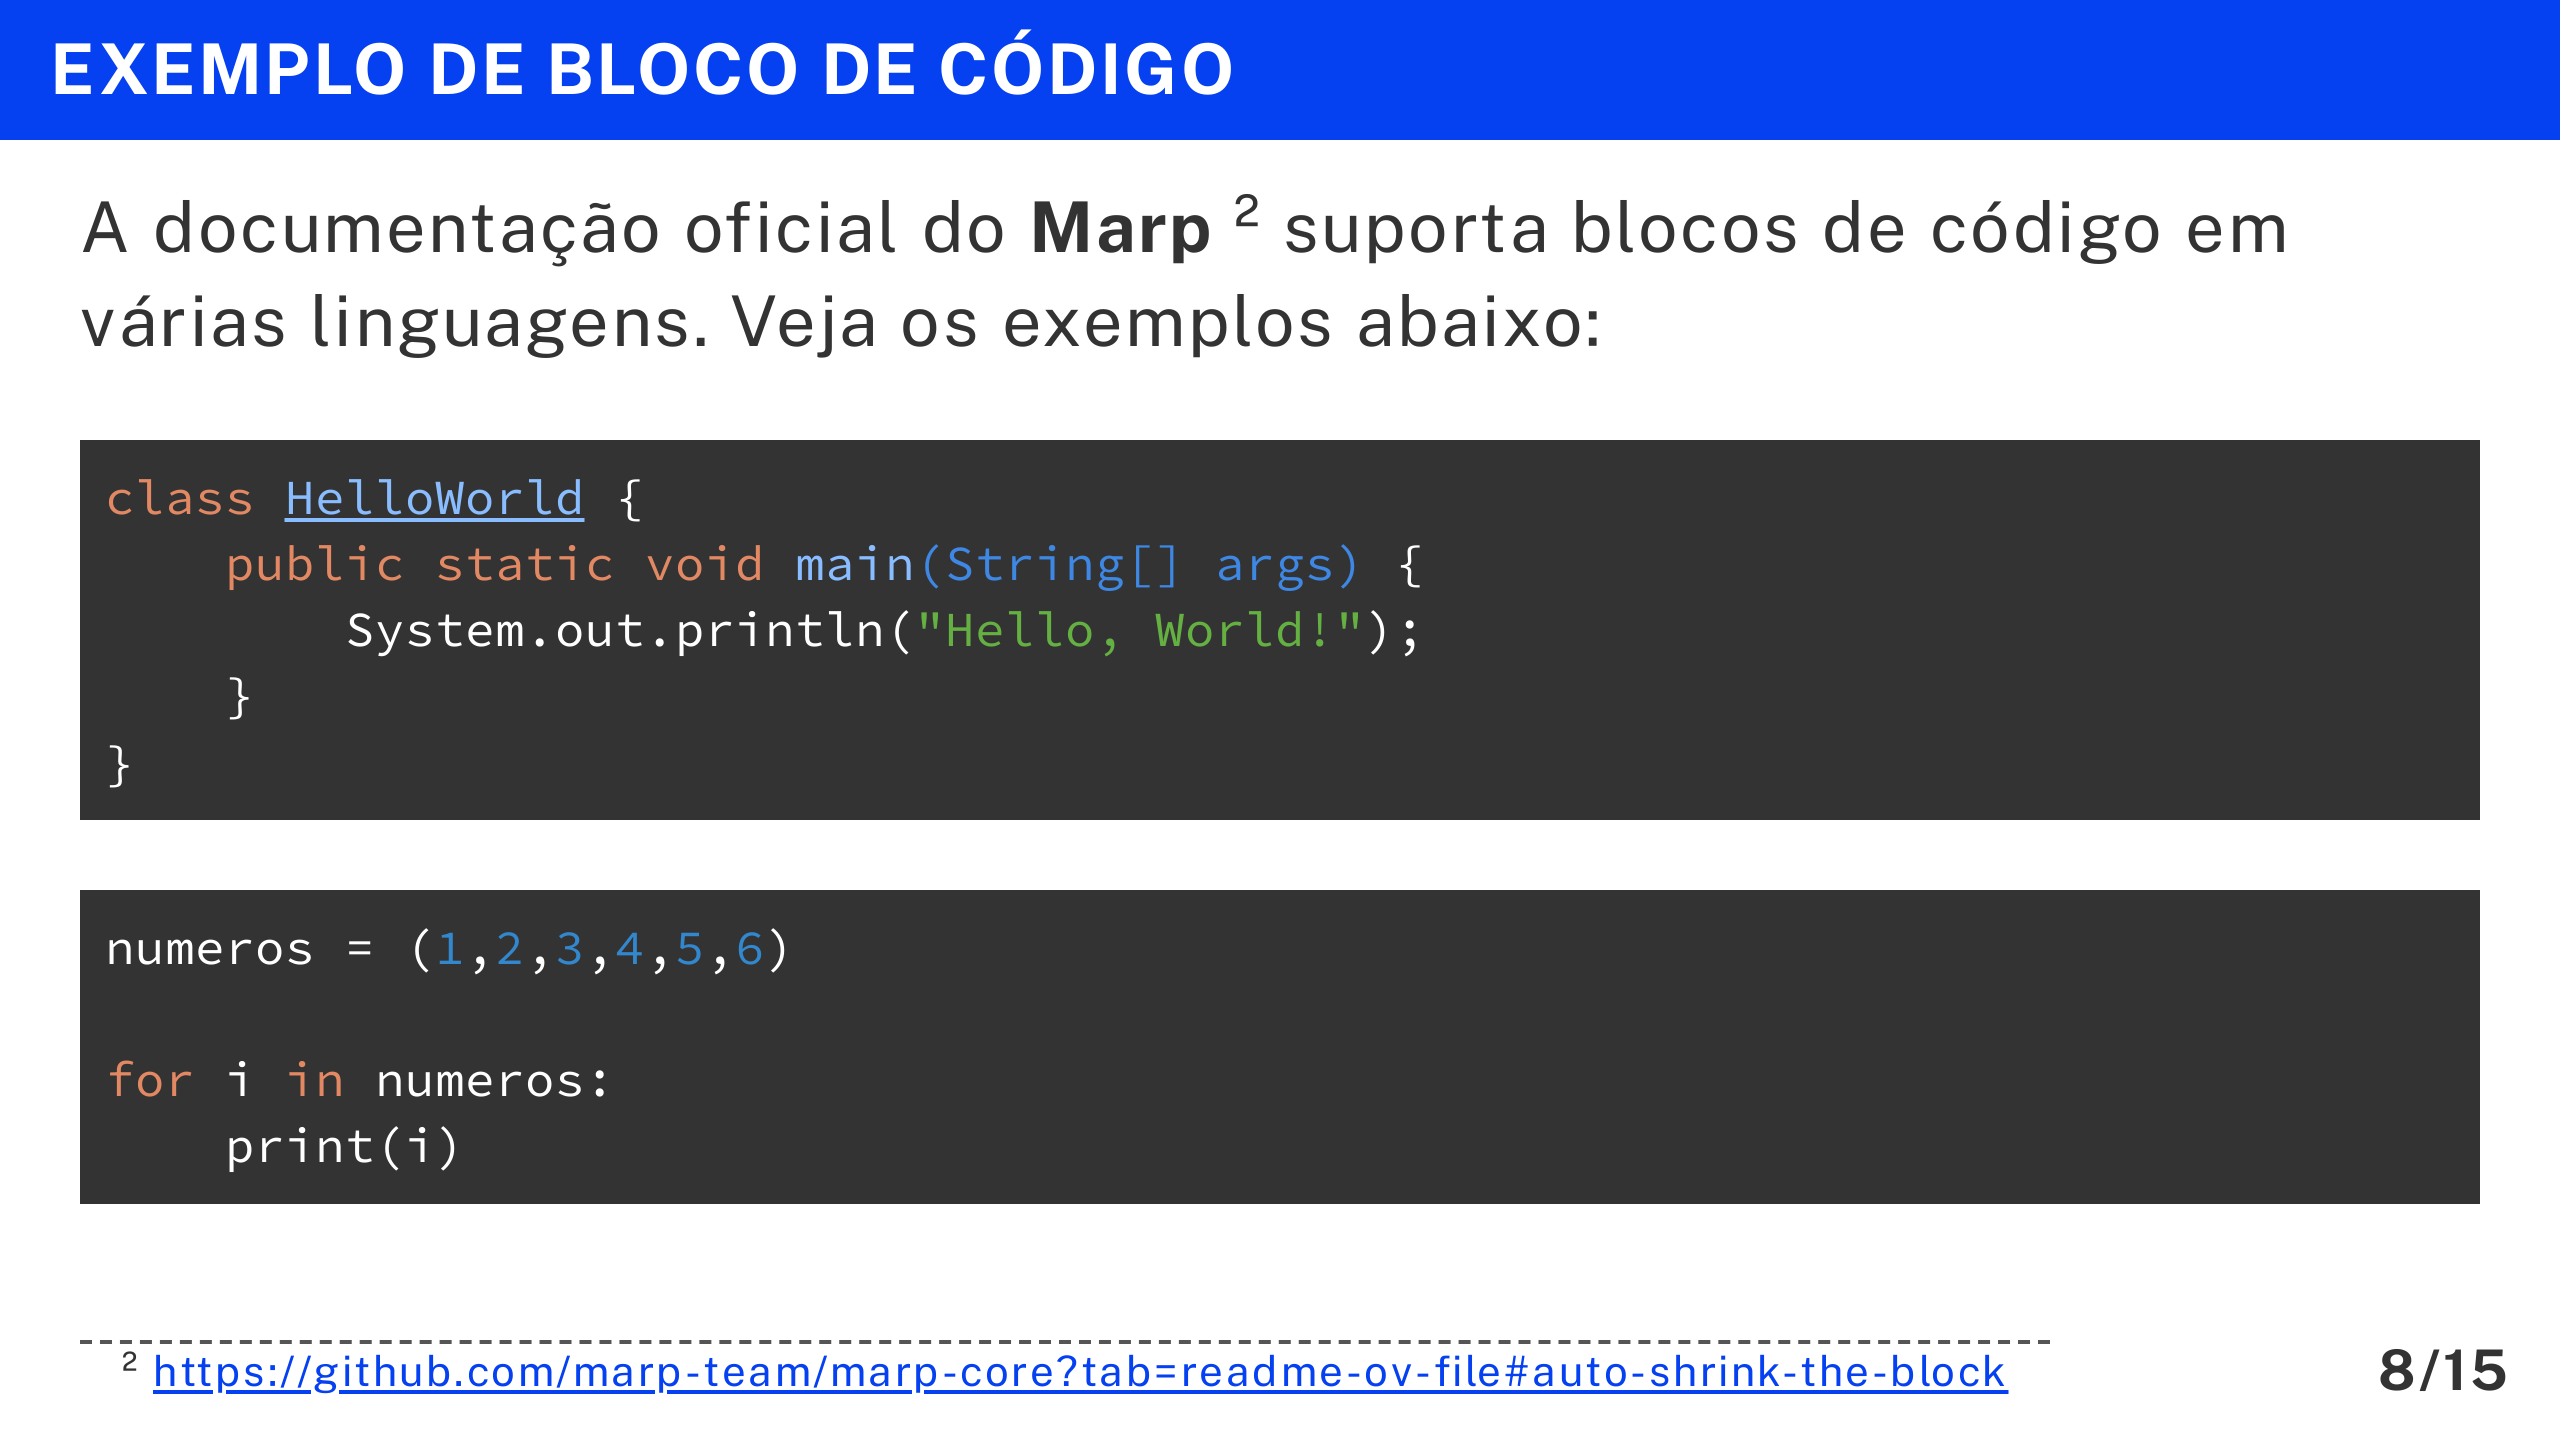 EXEMPLO DE BLOCO DE CÓDIGO
A documentação oficial do Marp ² suporta blocos de código em
várias linguagens. Veja os exemplos abaixo:
class HelloWorld {
    public static void main(String[] args) {
        System.out.println("Hello, World!");
    }
}
numeros = (1,2,3,4,5,6)
for i in numeros:
    print(i)
² https://github.com/marp-team/marp-core?tab=readme-ov-file#auto-shrink-the-block
8/15